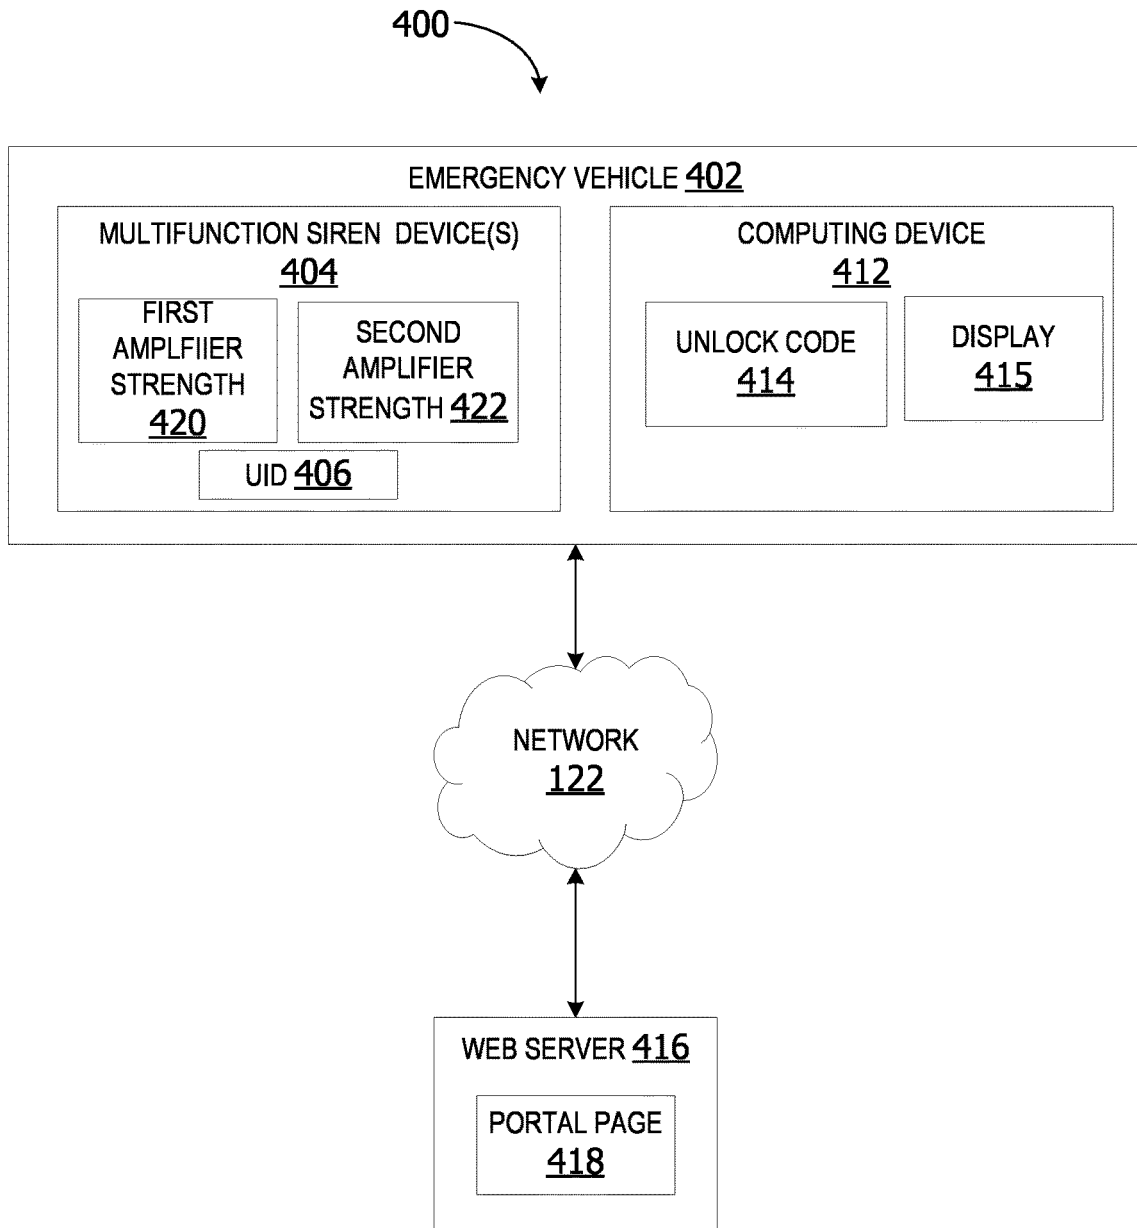 400
EMERGENCY VEHICLE 402
MULTIFUNCTION SIREN DEVICE(S)
404
FIRST
AMPLFIIER
STRENGTH
420
SECOND
AMPLIFIER
STRENGTH 422
UID 406
COMPUTING DEVICE
412
UNLOCK CODE
414
DISPLAY
415
NETWORK
122
WEB SERVER 416
PORTAL PAGE
418